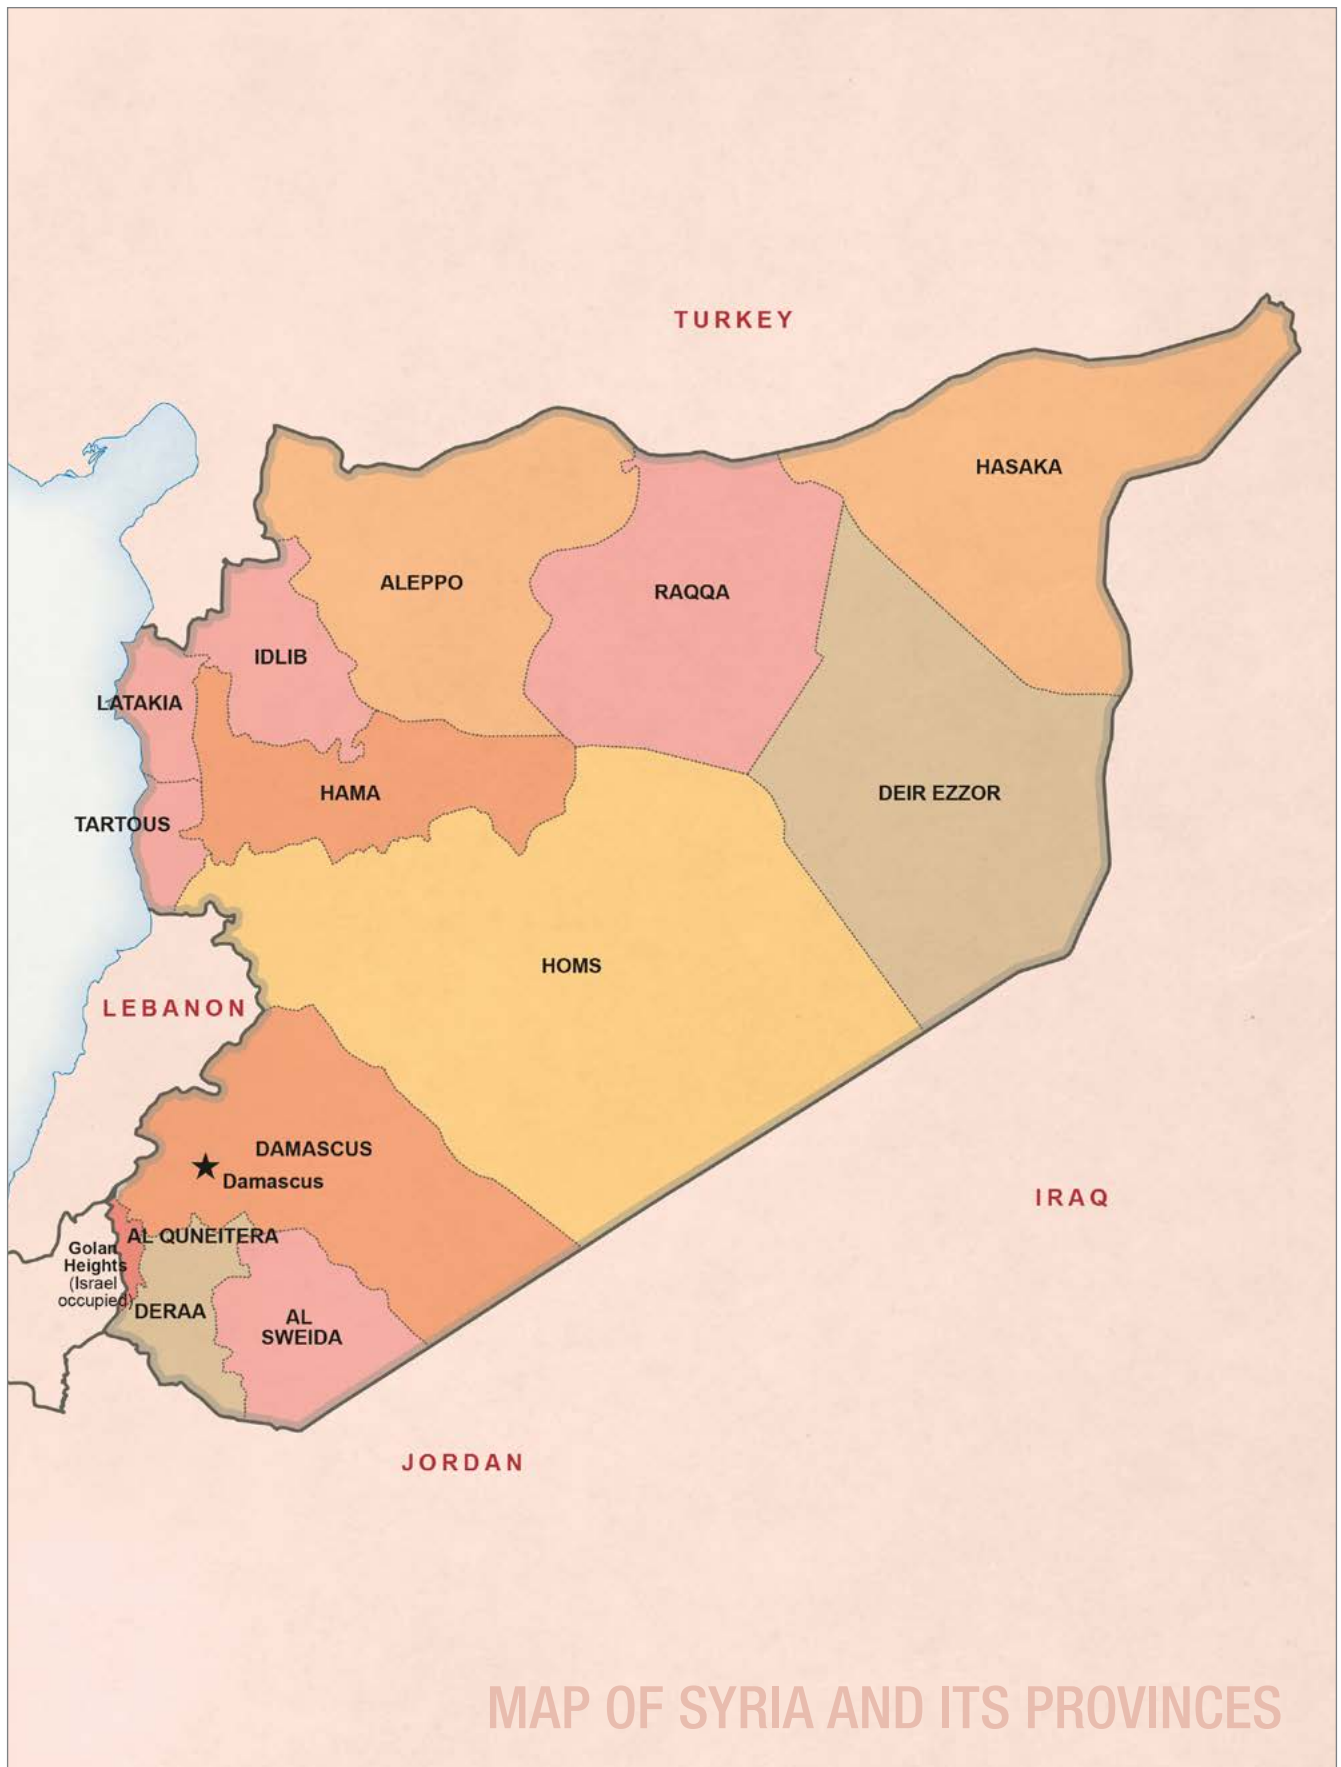 TURKEY
HASAKA
ALEPPO
RAQQA
IDLIB
LATAKIA
HAMA
DEIR EZZOR
TARTOUS
HOMS
LEBANON
DAMASCUS
Damascus
IRAQ
AL QUNEITERA
Golan
Heights
(Israel
occupied)
DERAA
AL
SWEIDA
JORDAN
MAP OF SYRIA AND ITS PROVINCES